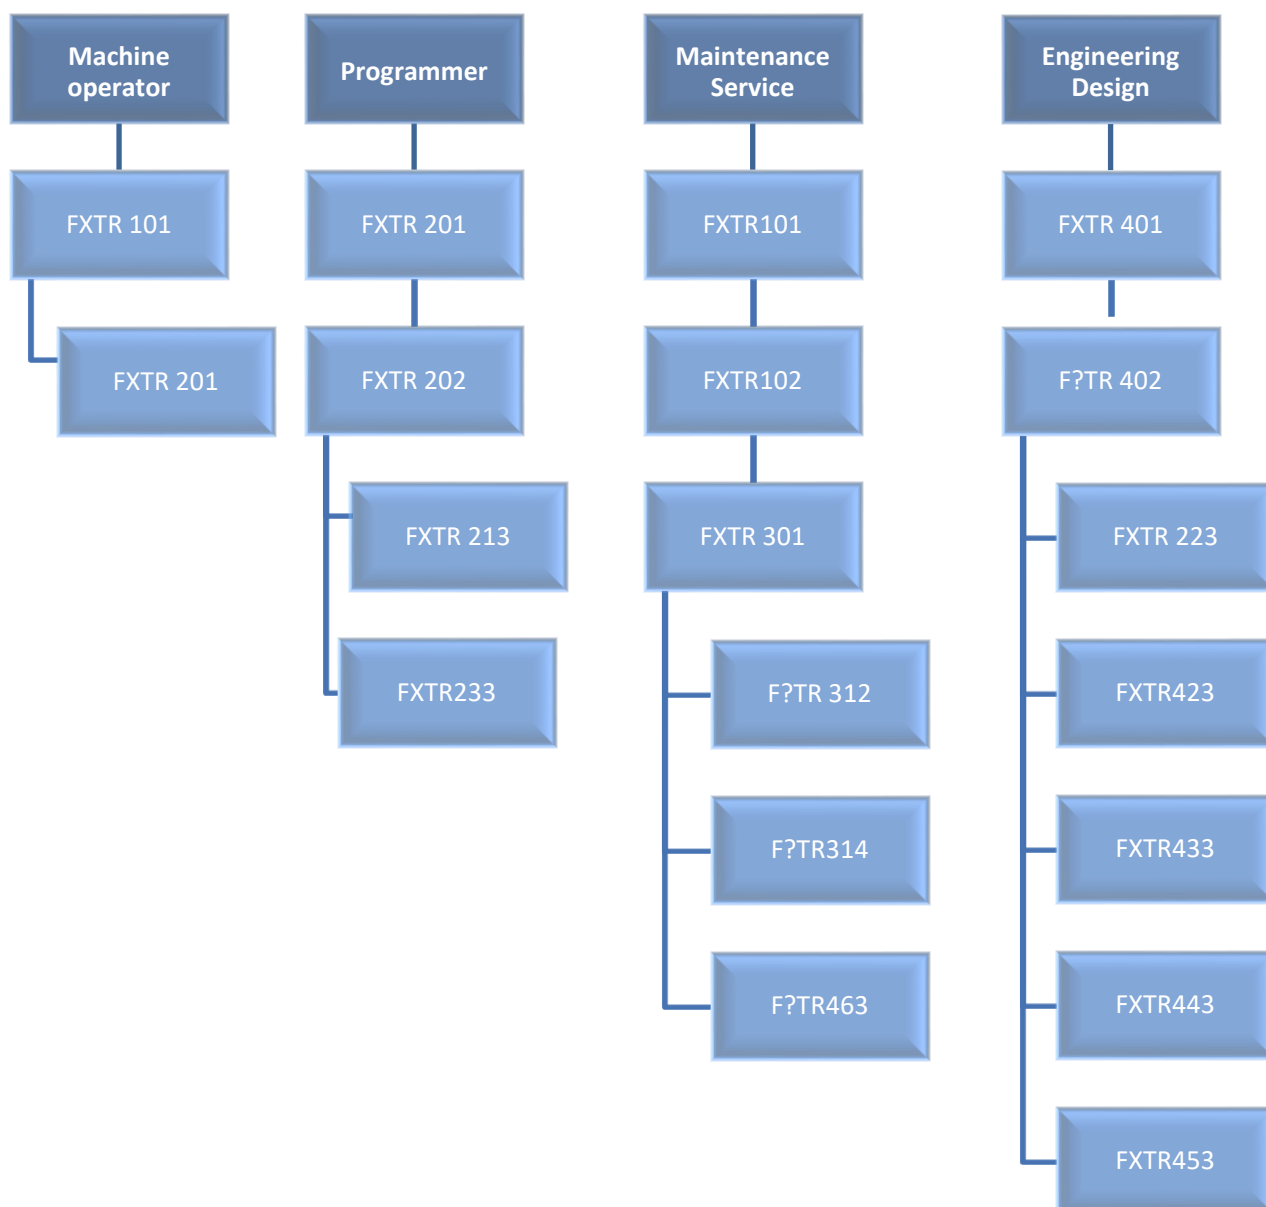 Machine
operator
Programmer
Maintenance
Service
Engineering
Design
FXTR 101
FXTR 201
FXTR101
FXTR 401
FXTR 201
FXTR 202
FXTR102
F?TR 402
FXTR 213
FXTR 301
FXTR 223
FXTR233
F?TR 312
FXTR423
F?TR314
FXTR433
F?TR463
FXTR443
FXTR453